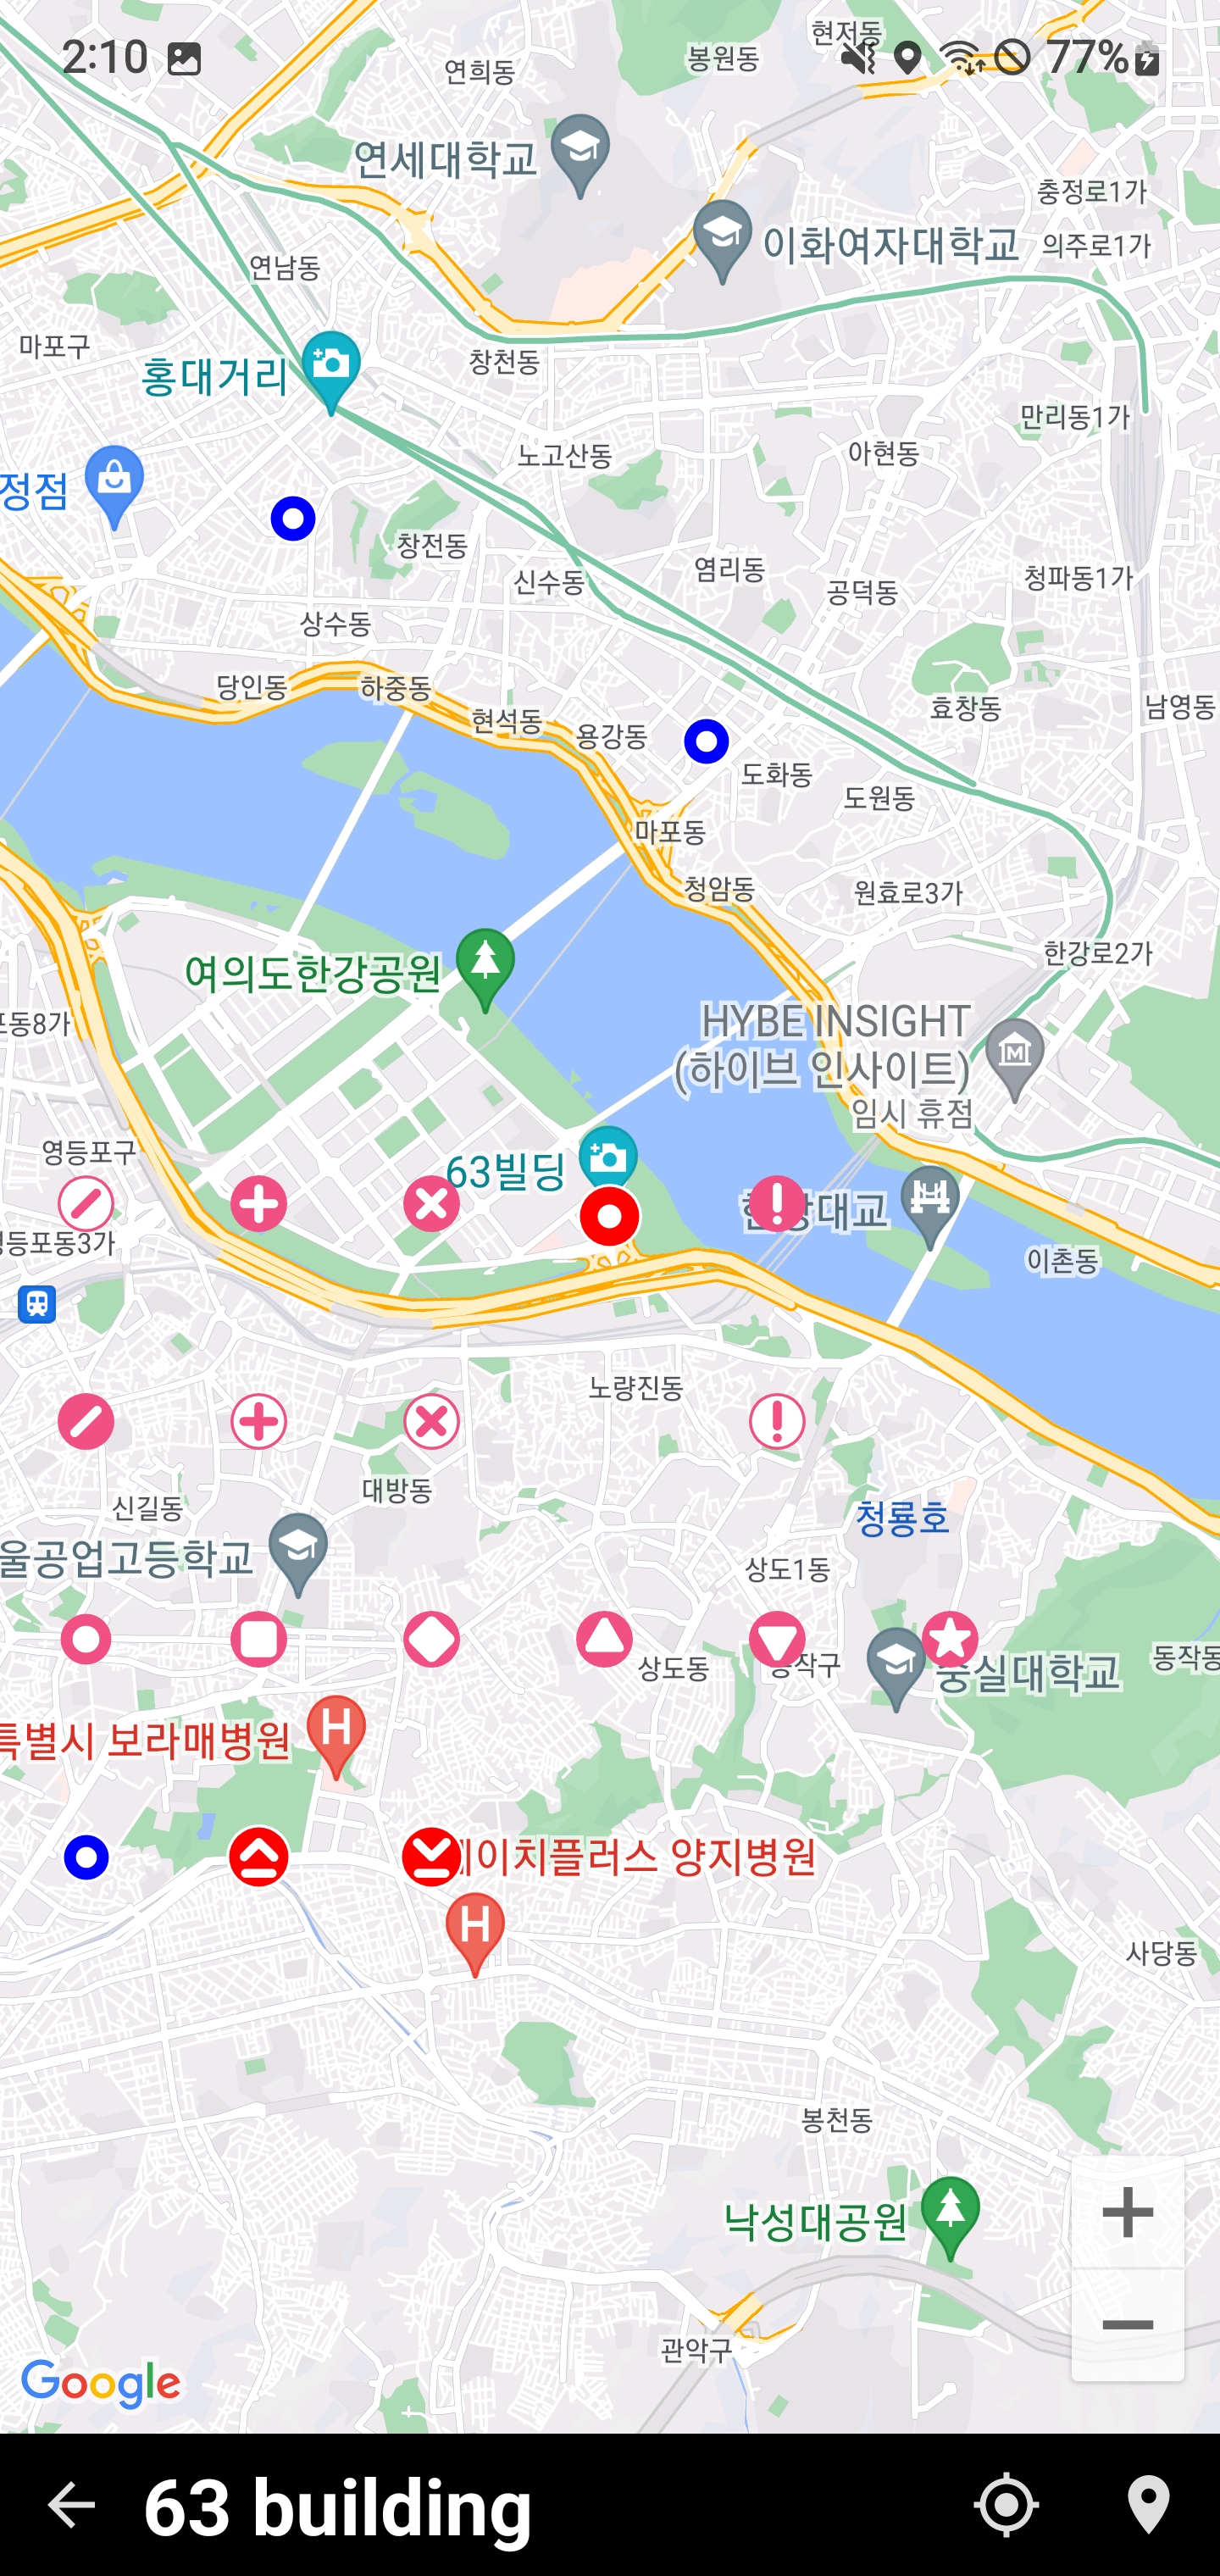 2:10
77%
현저동
봉원동
연희동
연세대학교
충정로1가
이화여자대학교
의주로1가
연남동
마포구
창천동
홍대거리
만리동1가
아현동
노고산동
정점
창전동
염리동
청파동1가
신수동
공덕동
상수동
당인동
하중동
남영동
효창동
현석동
용강동
도화동
도원동
마포동
청암동
원효로3가
한강로2가
여의도한강공원
포동8가
HYBE INSIGHT
(하이브 인사이트)
임시 휴점
영등포구
63빌딩
대교
등포동3가
이촌동
노량진동
대방동
신길동
청룡호
울공업고등학교
상도1동
동작동
상도동
작구
숭실대학교
특별시 보라매병원
H
이치플러스 양지병원
H
사당동
봉천동
낙성대공원
관악구
Google
63 building